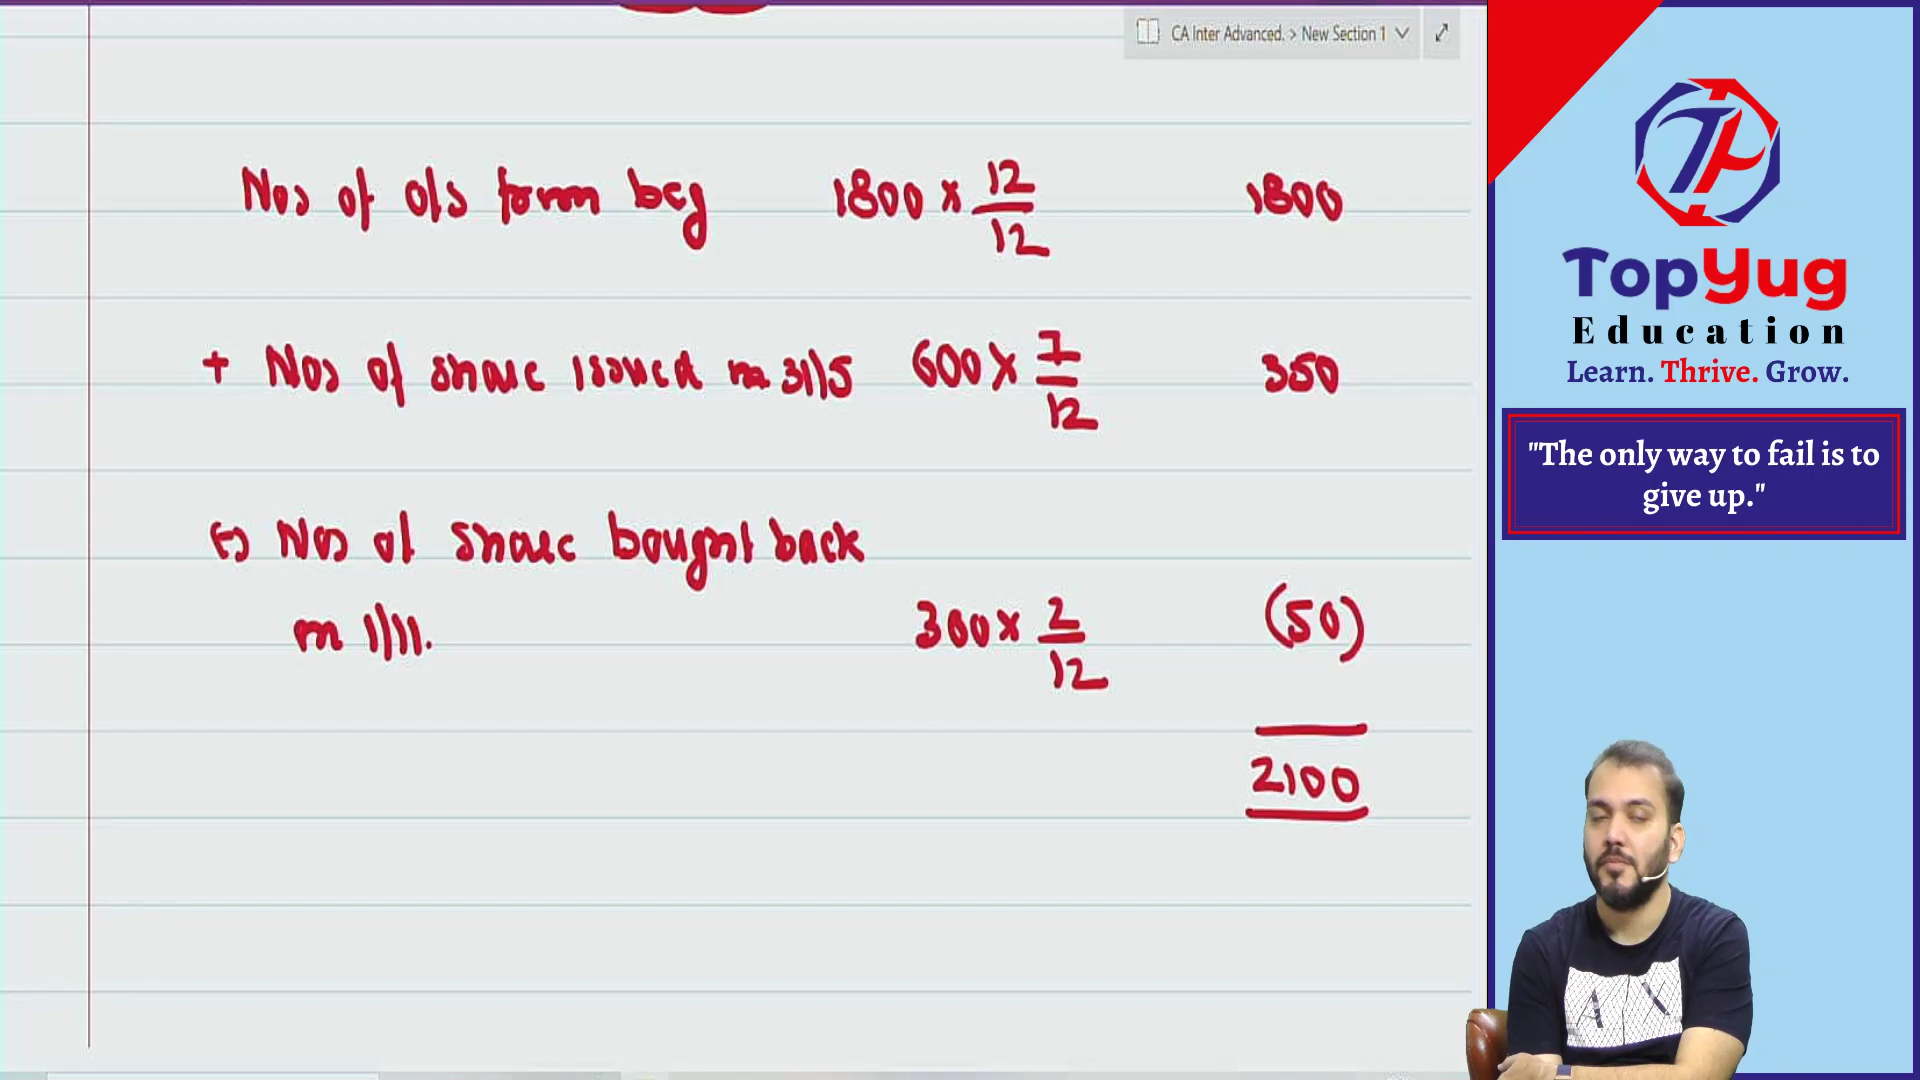 CA Inter Advanced. > New Section 1
Nos of o/s from beg 1800 × 12/12 1800
+ Nos of share issued on 31/5 600 × 7/12 350
(-) Nos of share bought back
on 1/11. 300 × 2/12 (50)
2100
TopYug
Education
Learn. Thrive. Grow.
"The only way to fail is to
give up."
AX